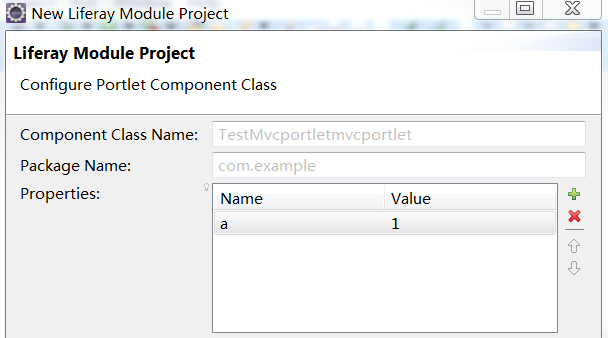 New Liferay Module Project
Liferay Module Project
Configure Portlet Component Class
Component Class Name: TestMvcportletmvcportlet
Package Name: com.example
Properties:
Name Value
a 1